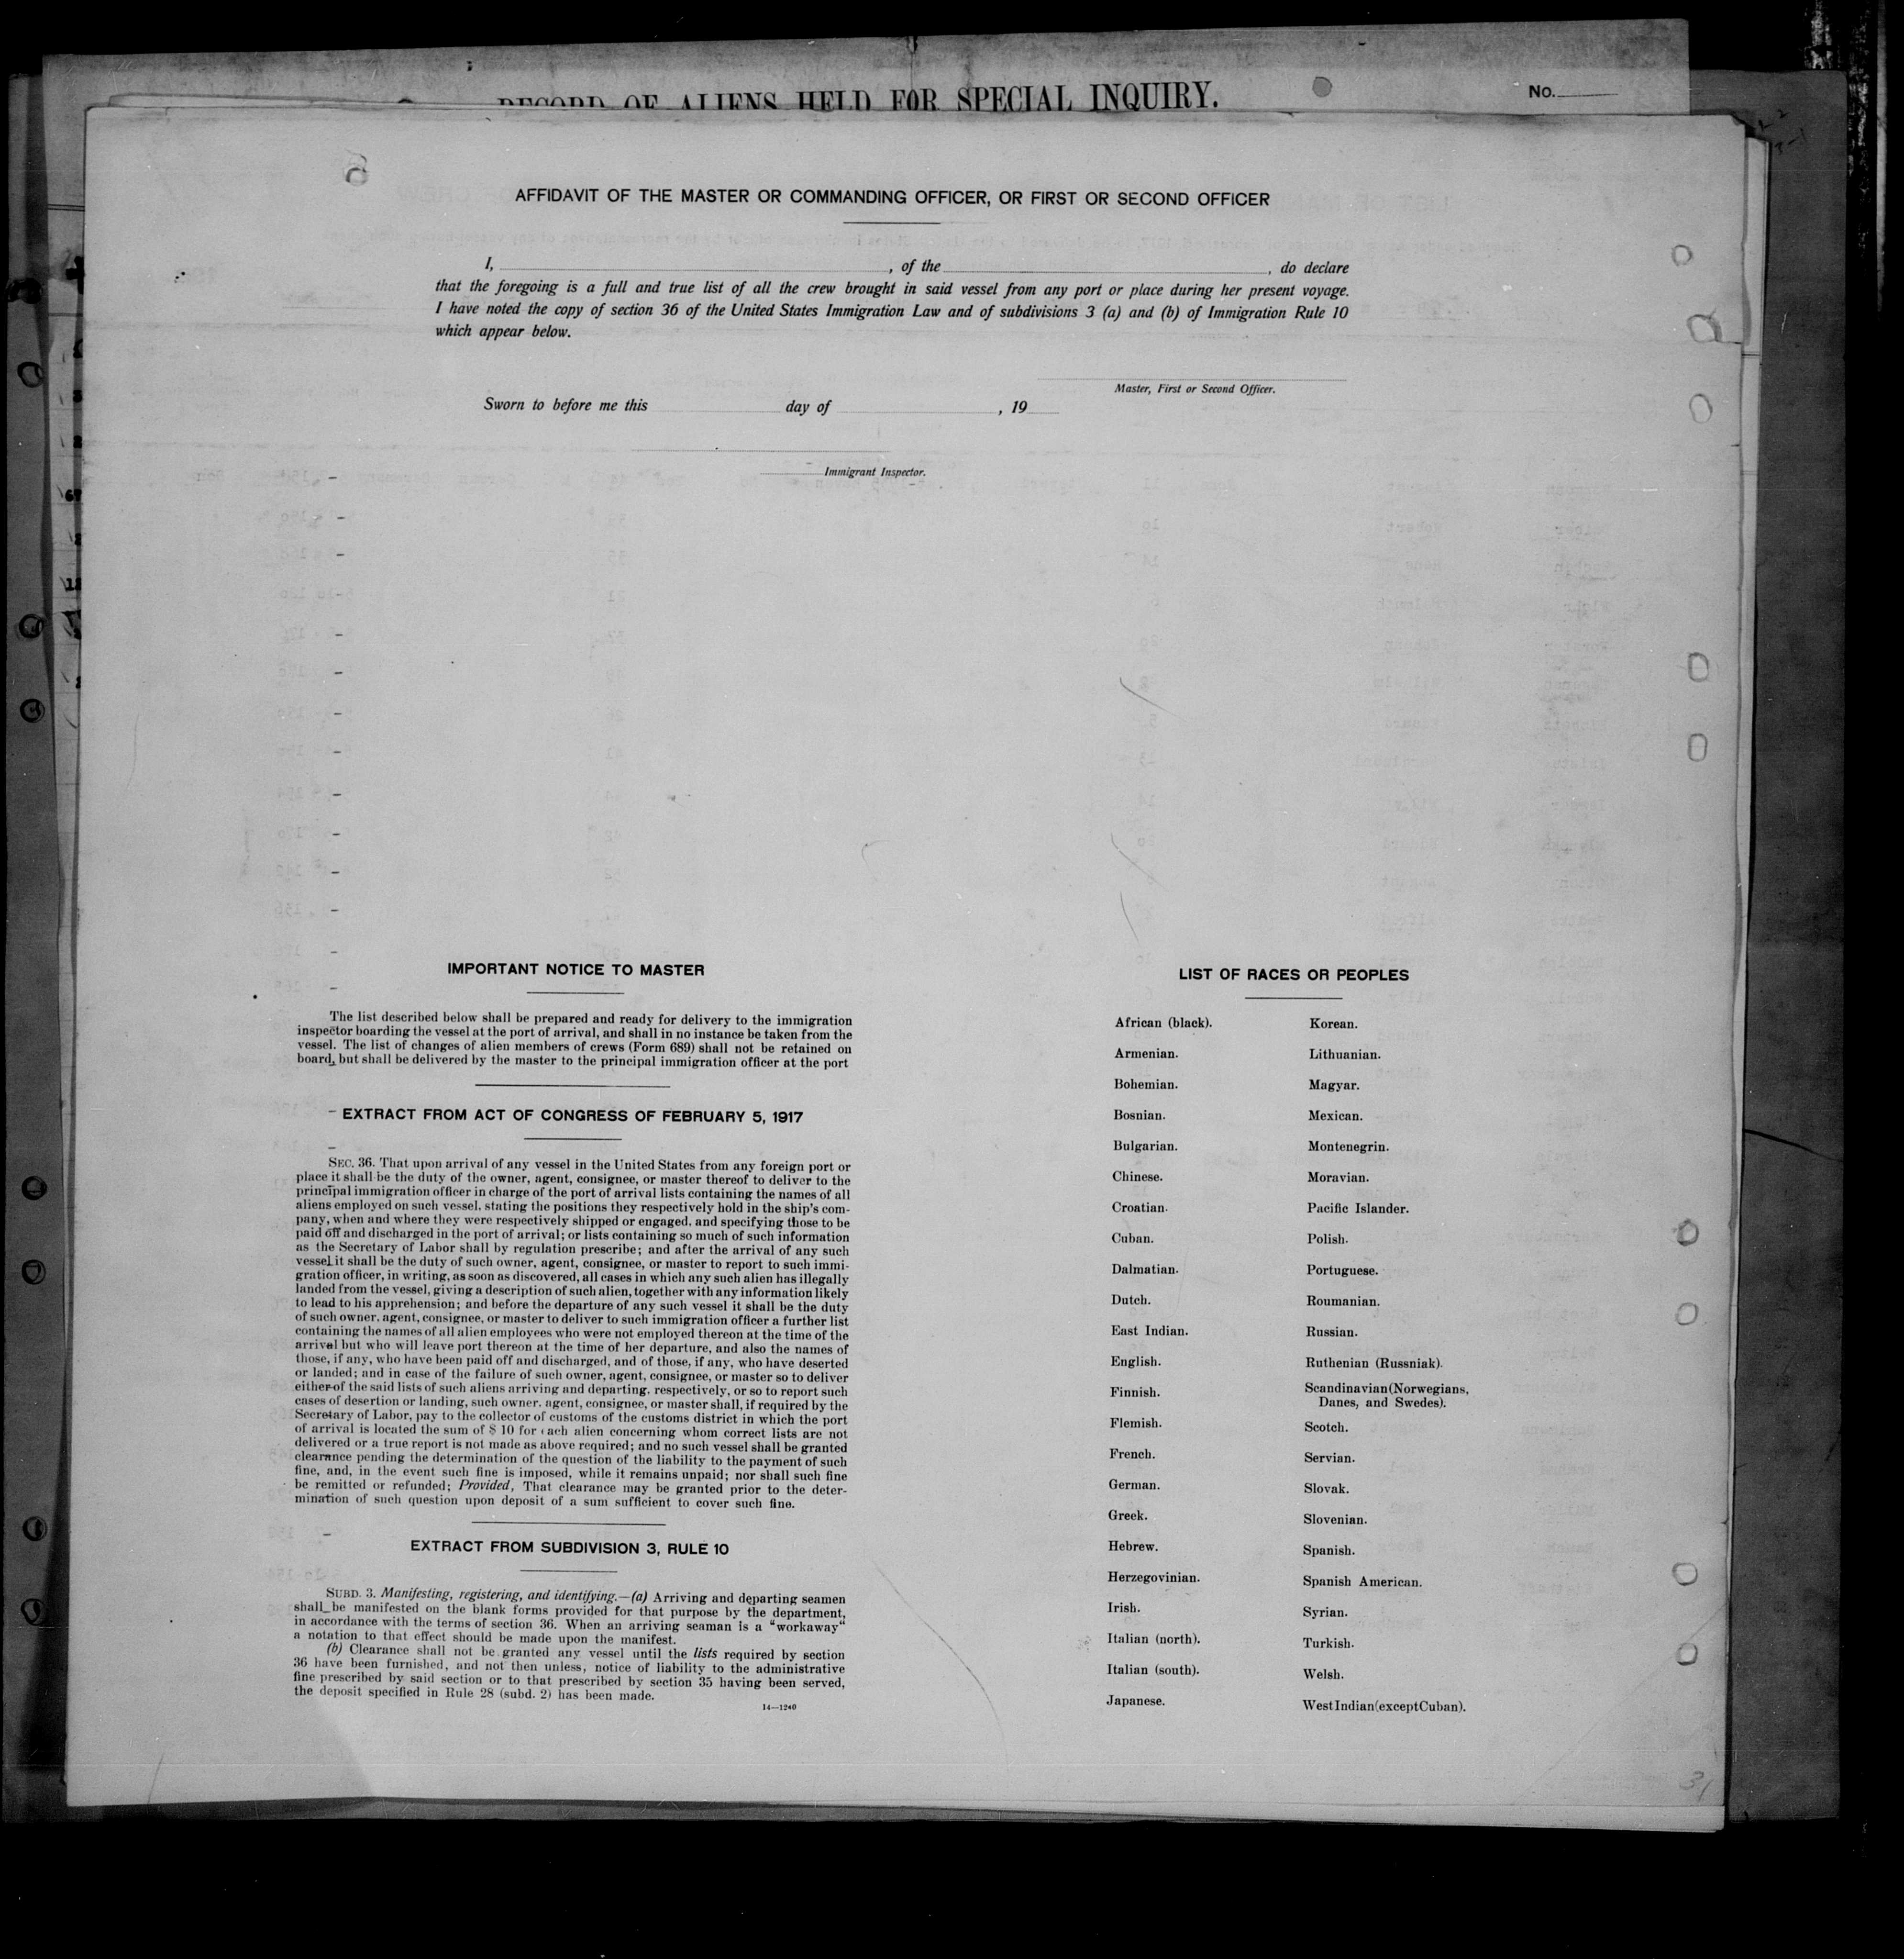 RECORD OF ALIENS HELD FOR SPECIAL INQUIRY.
No.
AFFIDAVIT OF THE MASTER OR COMMANDING OFFICER, OR FIRST OR SECOND OFFICER
I, , of the , do declare
that the foregoing is a full and true list of all the crew brought in said vessel from any port or place during her present voyage.
I have noted the copy of section 36 of the United States Immigration Law and of subdivisions 3 (a) and (b) of Immigration Rule 10
which appear below.
Master, First or Second Officer.
Sworn to before me this day of , 19
Immigrant Inspector.
IMPORTANT NOTICE TO MASTER
The list described below shall be prepared and ready for delivery to the immigration
inspector boarding the vessel at the port of arrival, and shall in no instance be taken from the
vessel. The list of changes of alien members of crews (Form 689) shall not be retained on
board, but shall be delivered by the master to the principal immigration officer at the port
EXTRACT FROM ACT OF CONGRESS OF FEBRUARY 5, 1917
SEC. 36. That upon arrival of any vessel in the United States from any foreign port or
place it shall be the duty of the owner, agent, consignee, or master thereof to deliver to the
principal immigration officer in charge of the port of arrival lists containing the names of all
aliens employed on such vessel, stating the positions they respectively hold in the ship's com-
pany, when and where they were respectively shipped or engaged, and specifying those to be
paid off and discharged in the port of arrival; or lists containing so much of such information
as the Secretary of Labor shall by regulation prescribe; and after the arrival of any such
vessel it shall be the duty of such owner, agent, consignee, or master to report to such immi-
gration officer, in writing, as soon as discovered, all cases in which any such alien has illegally
landed from the vessel, giving a description of such alien, together with any information likely
to lead to his apprehension; and before the departure of any such vessel it shall be the duty
of such owner, agent, consignee, or master to deliver to such immigration officer a further list
containing the names of all alien employees who were not employed thereon at the time of the
arrival but who will leave port thereon at the time of her departure, and also the names of
those, if any, who have been paid off and discharged, and of those, if any, who have deserted
or landed; and in case of the failure of such owner, agent, consignee, or master so to deliver
either of the said lists of such aliens arriving and departing, respectively, or so to report such
cases of desertion or landing, such owner, agent, consignee, or master shall, if required by the
Secretary of Labor, pay to the collector of customs of the customs district in which the port
of arrival is located the sum of $ 10 for each alien concerning whom correct lists are not
delivered or a true report is not made as above required; and no such vessel shall be granted
clearance pending the determination of the question of the liability to the payment of such
fine, and, in the event such fine is imposed, while it remains unpaid; nor shall such fine
be remitted or refunded; Provided, That clearance may be granted prior to the deter-
mination of such question upon deposit of a sum sufficient to cover such fine.
EXTRACT FROM SUBDIVISION 3, RULE 10
SUBD. 3. Manifesting, registering, and identifying.—(a) Arriving and departing seamen
shall be manifested on the blank forms provided for that purpose by the department,
in accordance with the terms of section 36. When an arriving seaman is a "workaway"
a notation to that effect should be made upon the manifest.
(b) Clearance shall not be granted any vessel until the lists required by section
36 have been furnished, and not then unless, notice of liability to the administrative
fine prescribed by said section or to that prescribed by section 35 having been served,
the deposit specified in Rule 28 (subd. 2) has been made.
14—1240
LIST OF RACES OR PEOPLES
African (black).
Armenian.
Bohemian.
Bosnian.
Bulgarian.
Chinese.
Croatian.
Cuban.
Dalmatian.
Dutch.
East Indian.
English.
Finnish.
Flemish.
French.
German.
Greek.
Hebrew.
Herzegovinian.
Irish.
Italian (north).
Italian (south).
Japanese.
Korean.
Lithuanian.
Magyar.
Mexican.
Montenegrin.
Moravian.
Pacific Islander.
Polish.
Portuguese.
Roumanian.
Russian.
Ruthenian (Russniak).
Scandinavian (Norwegians,
Danes, and Swedes).
Scotch.
Servian.
Slovak.
Slovenian.
Spanish.
Spanish American.
Syrian.
Turkish.
Welsh.
West Indian (except Cuban).
31